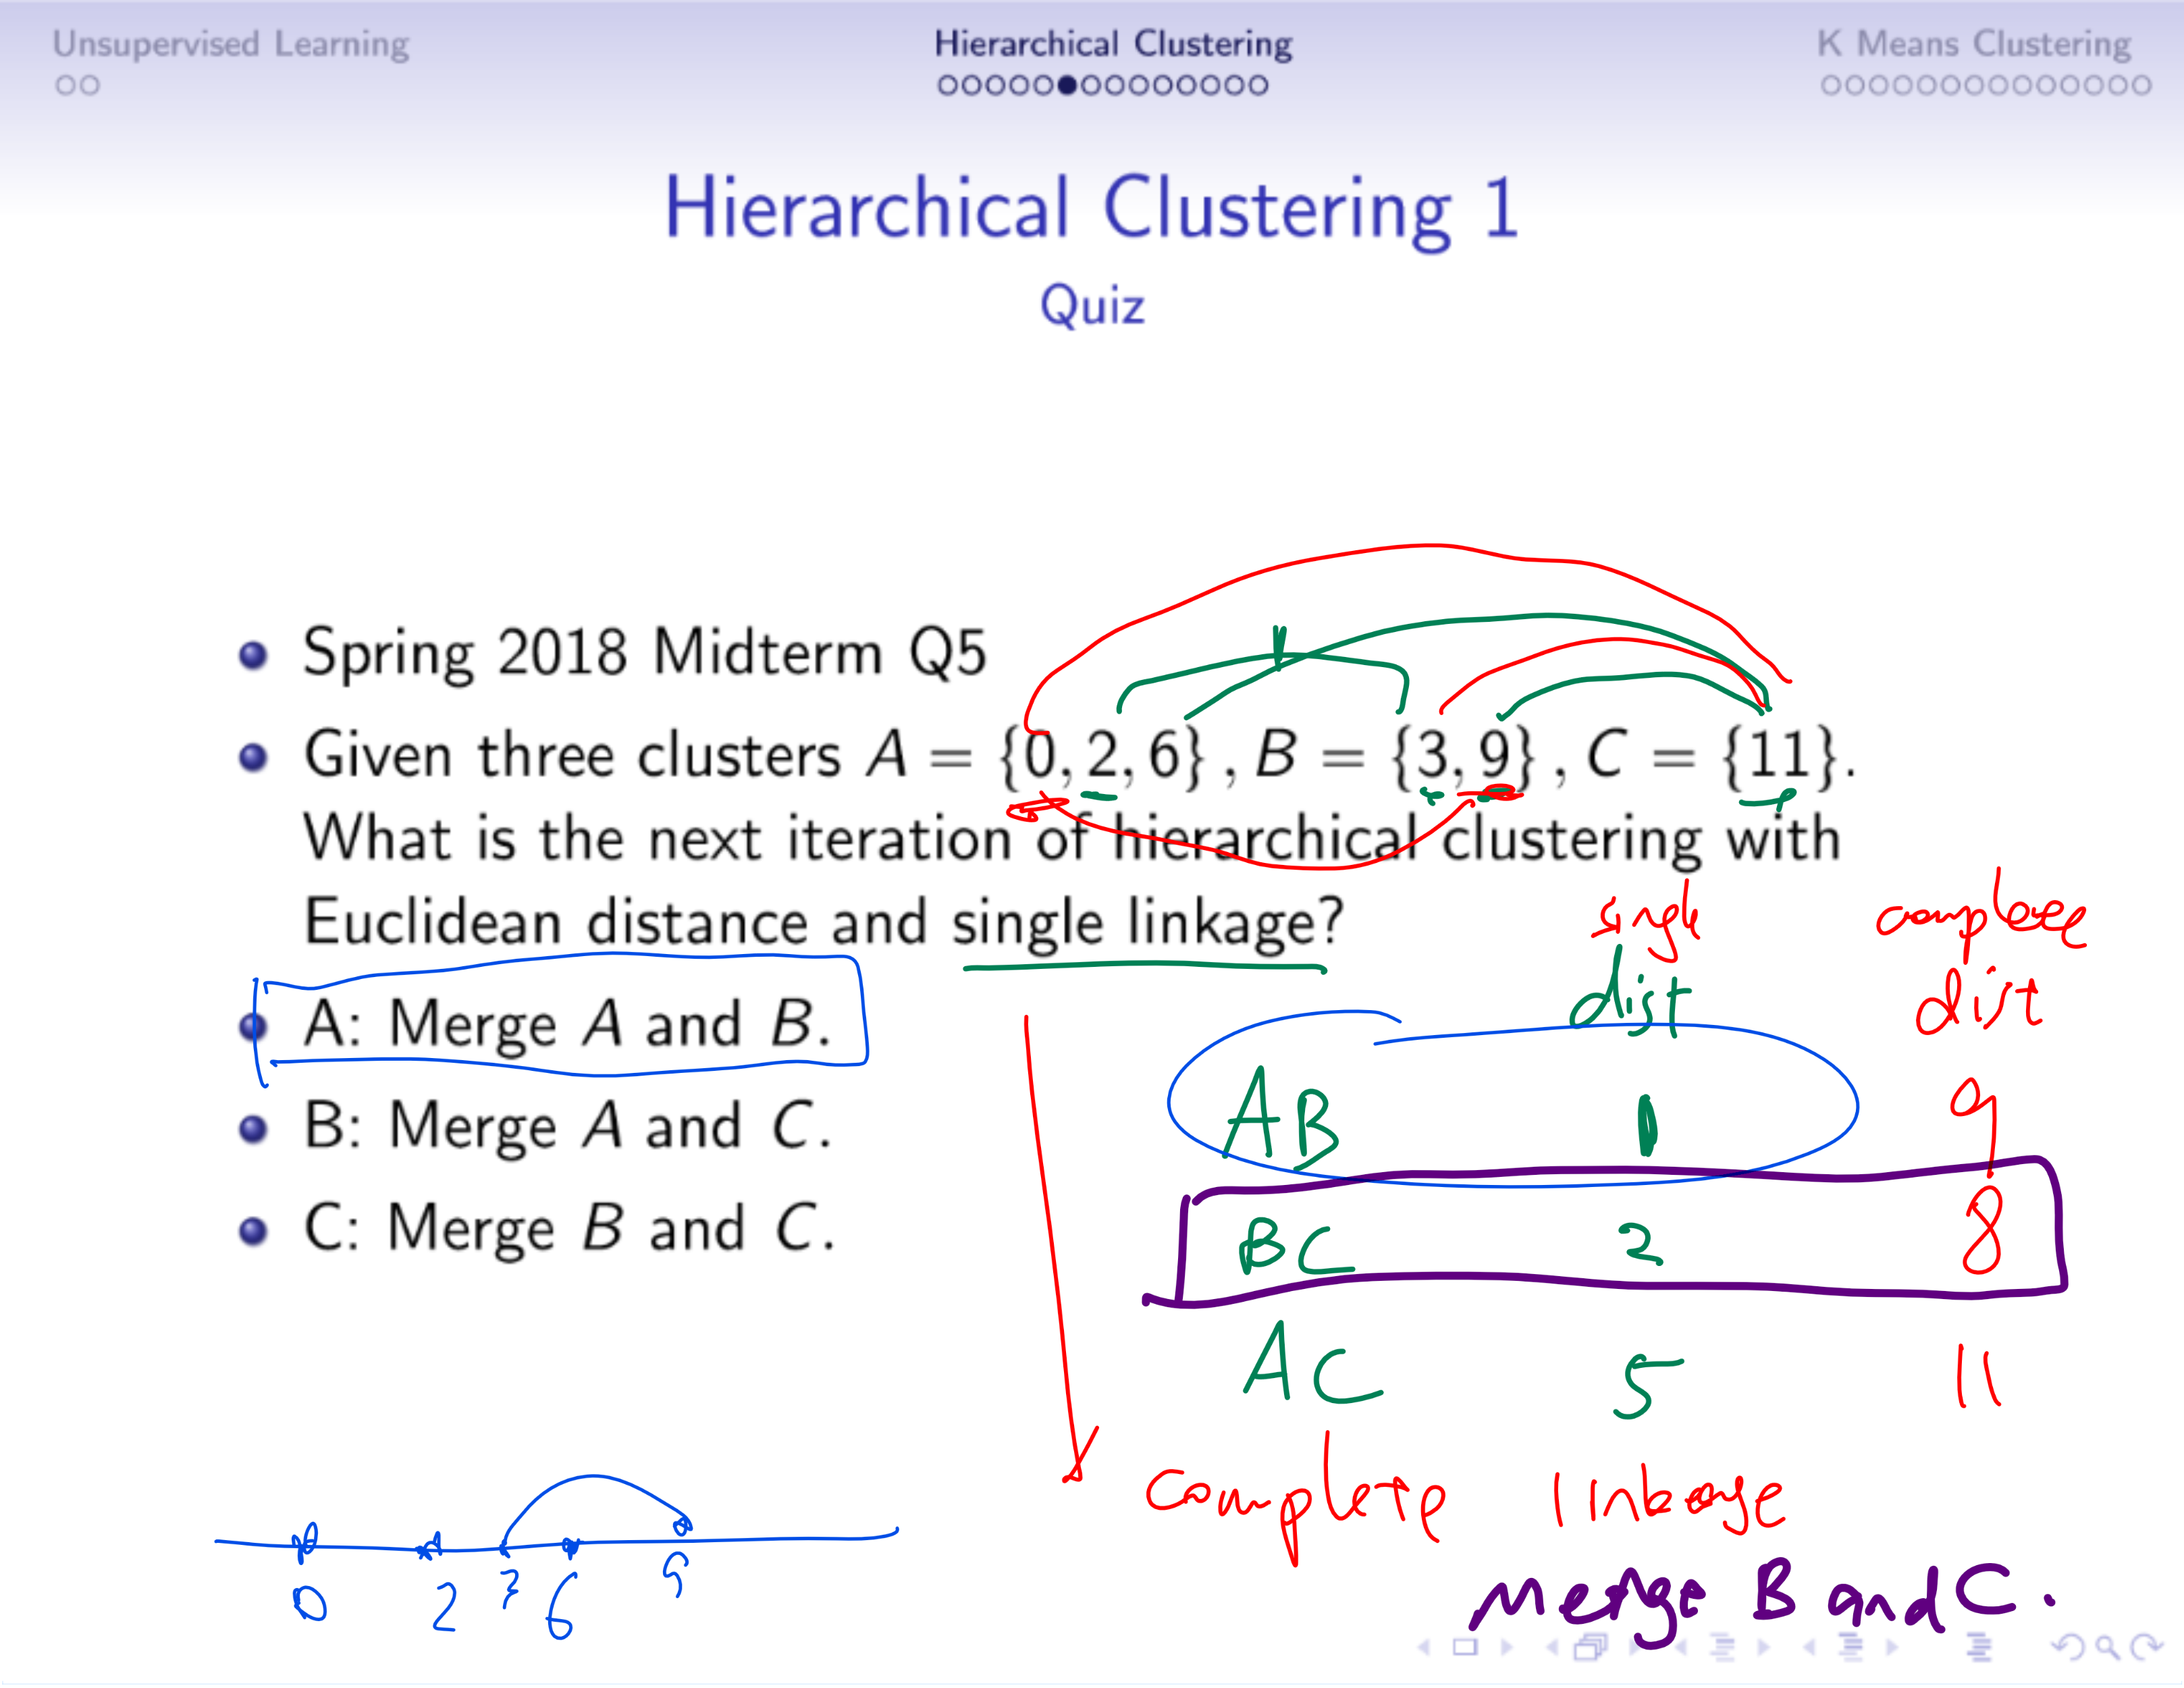 Unsupervised Learning
Hierarchical Clustering
K Means Clustering
Hierarchical Clustering 1
Quiz
Spring 2018 Midterm Q5
Given three clusters A = {0, 2, 6} , B = {3, 9} , C = {11}.
What is the next iteration of hierarchical clustering with
Euclidean distance and single linkage?
single complete
dist dist
A: Merge A and B.
B: Merge A and C.
C: Merge B and C.
AB 1 9
BC 2 8
AC 5 11
complete linkage
Merge B and C.
0 2 3 6 9